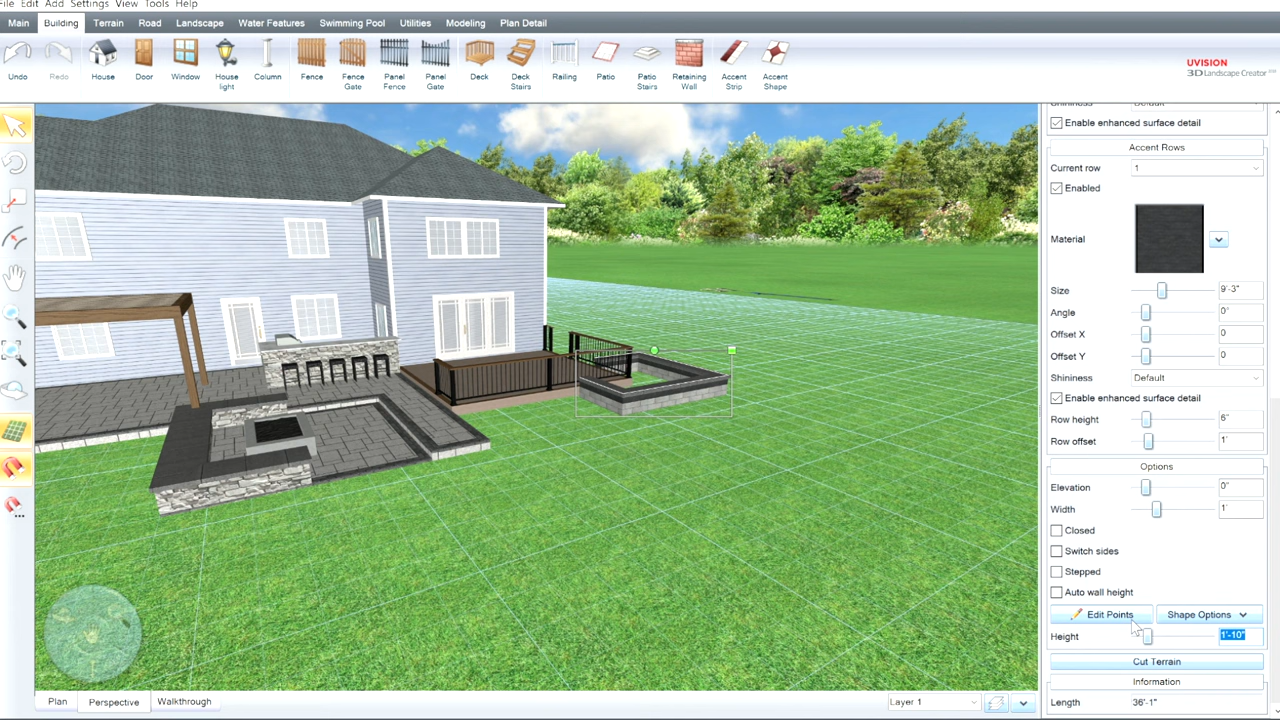 File Edit Add Settings View Tools Help
Main Building Terrain Road Landscape Water Features Swimming Pool Utilities Modeling Plan Detail
Undo Redo House Door Window House light Column Fence Fence Gate Panel Fence Panel Gate Deck Deck Stairs Railing Patio Patio Stairs Retaining Wall Accent Strip Accent Shape
UVISION
3D Landscape Creator
Shininess Default
Enable enhanced surface detail
Accent Rows
Current row 1
Enabled
Material
Size 9'-3"
Angle 0°
Offset X 0
Offset Y 0
Shininess Default
Enable enhanced surface detail
Row height 6"
Row offset 1'
Options
Elevation 0"
Width 1'
Closed
Switch sides
Stepped
Auto wall height
Edit Points Shape Options
Height 1'-10"
Cut Terrain
Information
Length 36'-1"
Plan Perspective Walkthrough Layer 1